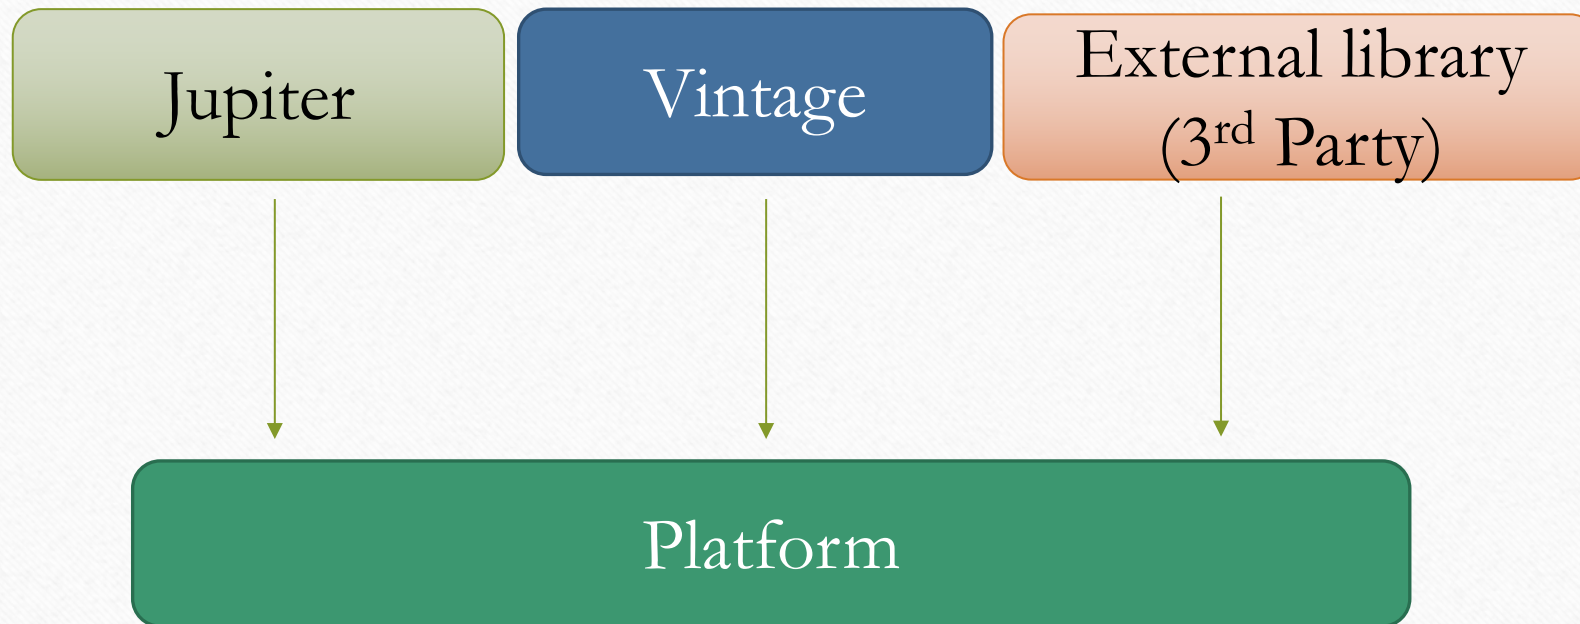 Jupiter
Vintage
External library
(3rd Party)
Platform